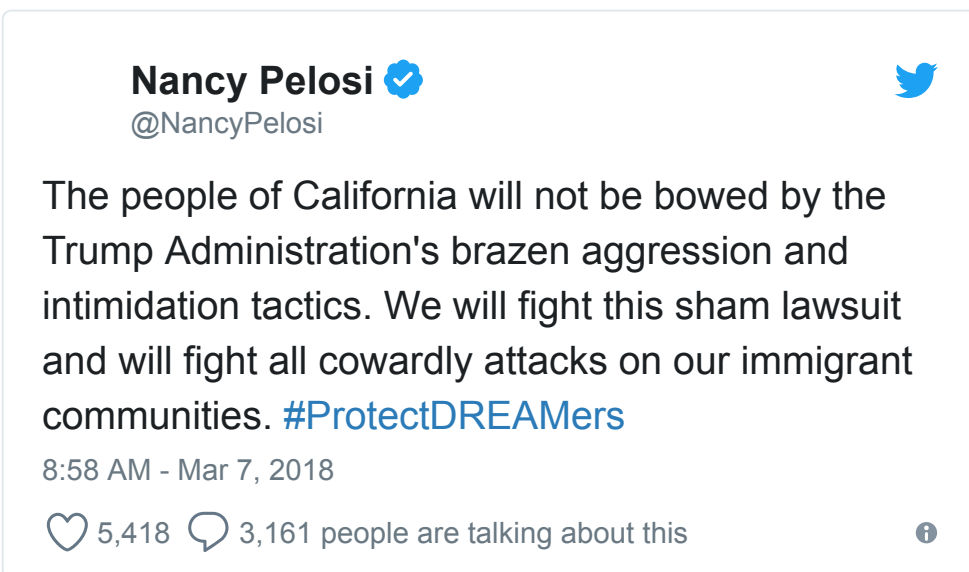 Nancy Pelosi
@NancyPelosi
The people of California will not be bowed by the
Trump Administration's brazen aggression and
intimidation tactics. We will fight this sham lawsuit
and will fight all cowardly attacks on our immigrant
communities. #ProtectDREAMers
8:58 AM - Mar 7, 2018
5,418 3,161 people are talking about this